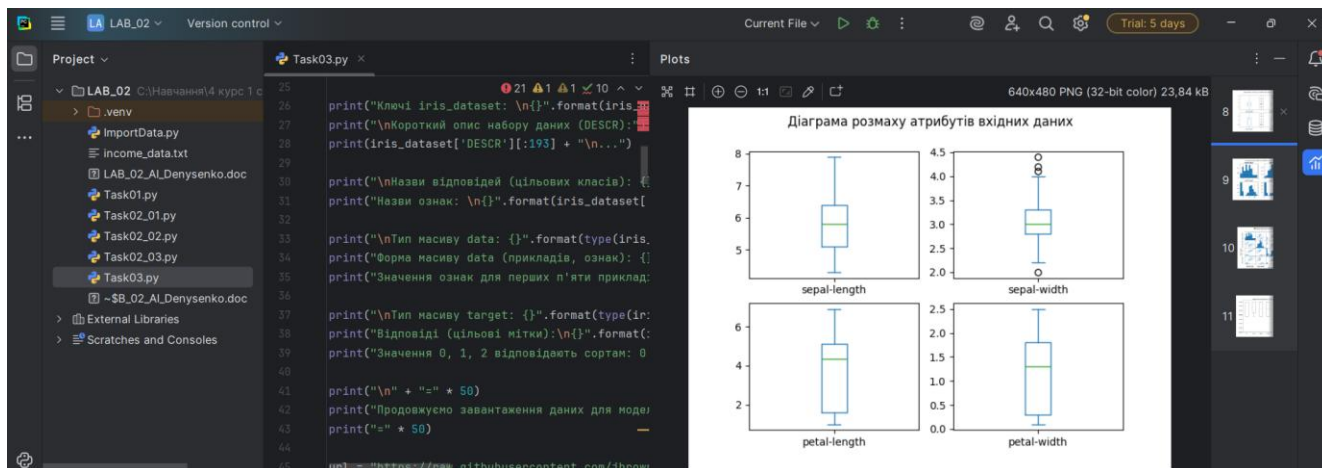 LA LAB_02 Version control Current File Trial: 5 days
Project
LAB_02 C:\Навчання\4 курс 1 с
.venv
ImportData.py
income_data.txt
LAB_02_AI_Denysenko.doc
Task01.py
Task02_01.py
Task02_02.py
Task02_03.py
Task03.py
~$B_02_AI_Denysenko.doc
External Libraries
Scratches and Consoles
Task03.py
21 1 1 10
25
26 print("Ключі iris_dataset: \n{}".format(iris_
27 print("\nКороткий опис набору даних (DESCR):"
28 print(iris_dataset['DESCR'][:193] + "\n...")
29
30 print("\nНазви відповідей (цільових класів): {
31 print("Назви ознак: \n{}".format(iris_dataset[
32
33 print("\nТип масиву data: {}".format(type(iris_
34 print("Форма масиву data (прикладів, ознак): {}
35 print("Значення ознак для перших п'яти приклад
36
37 print("\nТип масиву target: {}".format(type(ir
38 print("Відповіді (цільові мітки):\n{}".format(
39 print("Значення 0, 1, 2 відповідають сортам: 0
40
41 print("\n" + "=" * 50)
42 print("Продовжуємо завантаження даних для модел
43 print("=" * 50)
44
Plots
1:1 640x480 PNG (32-bit color) 23,84 kB
Діаграма розмаху атрибутів вхідних даних
8
7
6
5
sepal-length
4.5
4.0
3.5
3.0
2.5
2.0
sepal-width
6
4
2
petal-length
2.5
2.0
1.5
1.0
0.5
0.0
petal-width
8
9
10
11